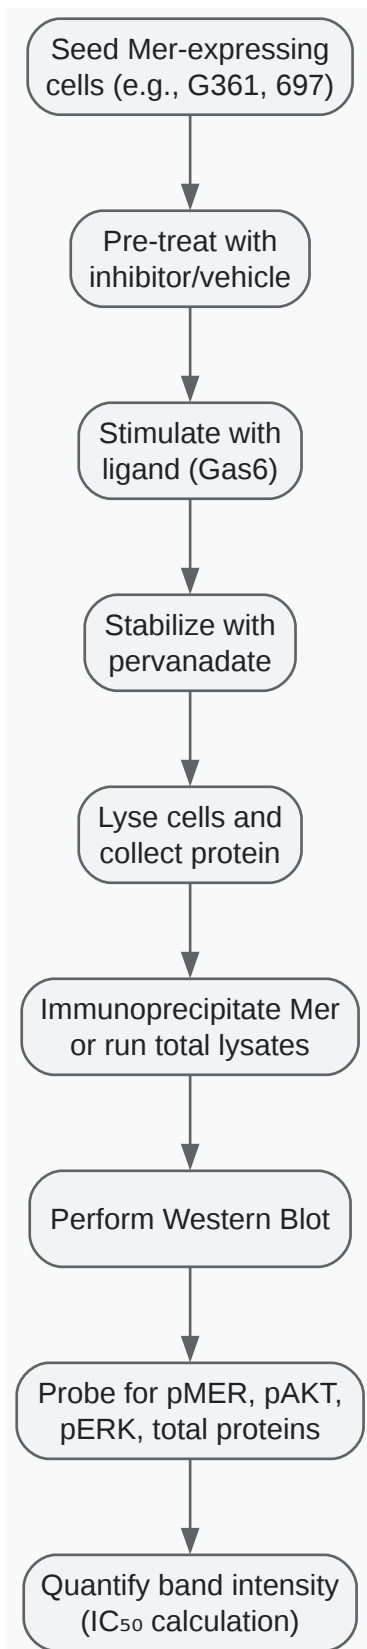 Seed Mer-expressing
cells (e.g., G361, 697)
Pre-treat with
inhibitor/vehicle
Stimulate with
ligand (Gas6)
Stabilize with
pervanadate
Lyse cells and
collect protein
Immunoprecipitate Mer
or run total lysates
Perform Western Blot
Probe for pMER, pAKT,
pERK, total proteins
Quantify band intensity
(IC₅₀ calculation)